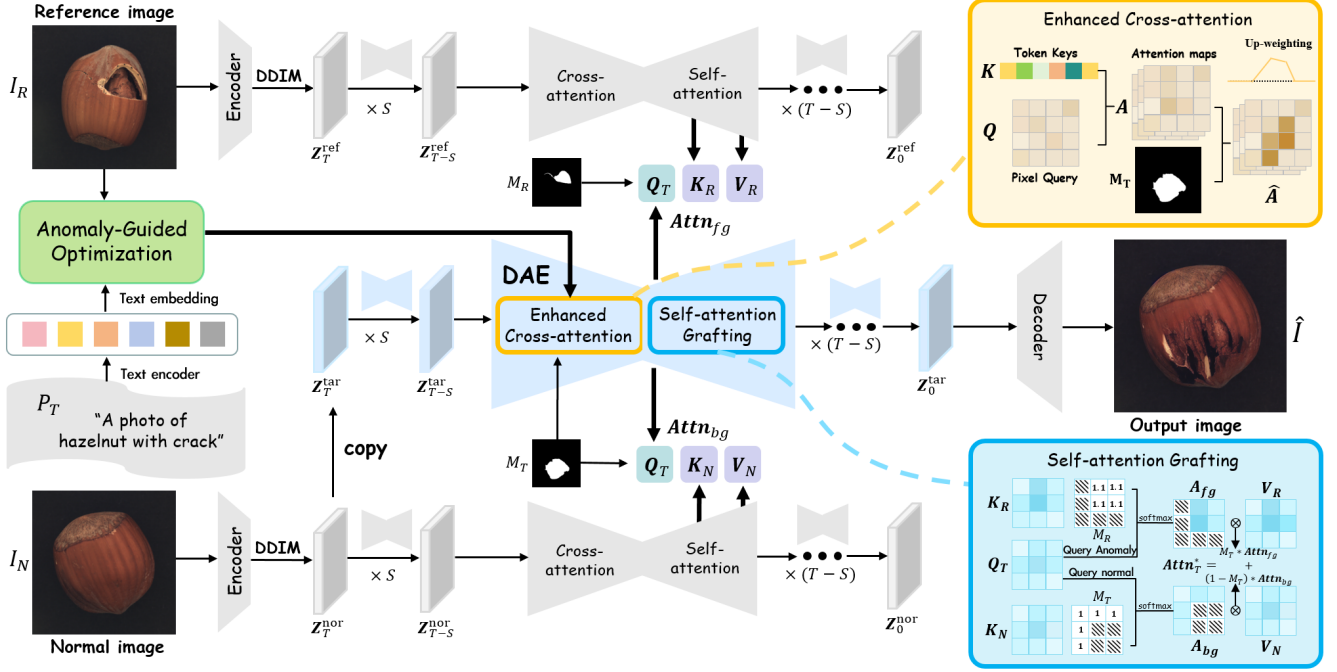 Reference image
I_R
Encoder
DDIM
Z_T^ref
× S
Z_{T−S}^ref
Cross-
attention
Self-
attention
× (T − S)
Z_0^ref
M_R
Q_T
K_R
V_R
Attn_fg
Anomaly-Guided
Optimization
Text embedding
Text encoder
P_T
"A photo of
hazelnut with crack"
Z_T^tar
× S
Z_{T−S}^tar
DAE
Enhanced
Cross-attention
Self-attention
Grafting
× (T − S)
Z_0^tar
Decoder
Î
Output image
copy
M_T
Attn_bg
Q_T
K_N
V_N
I_N
Normal image
Encoder
DDIM
Z_T^nor
× S
Z_{T−S}^nor
Cross-
attention
Self-
attention
× (T − S)
Z_0^nor
Enhanced Cross-attention
Token Keys
Attention maps
Up-weighting
K
A
Q
M_T
Pixel Query
Â
Self-attention Grafting
K_R
1.1 1.1
1.1 1.1
M_R
softmax
A_fg
V_R
⊗
Query Anomaly
Q_T
Query normal
M_T * Attn_fg
Attn_T^* = +
(1 − M_T) * Attn_bg
M_T
softmax
K_N
1 1 1
1
1
⊗
A_bg
V_N